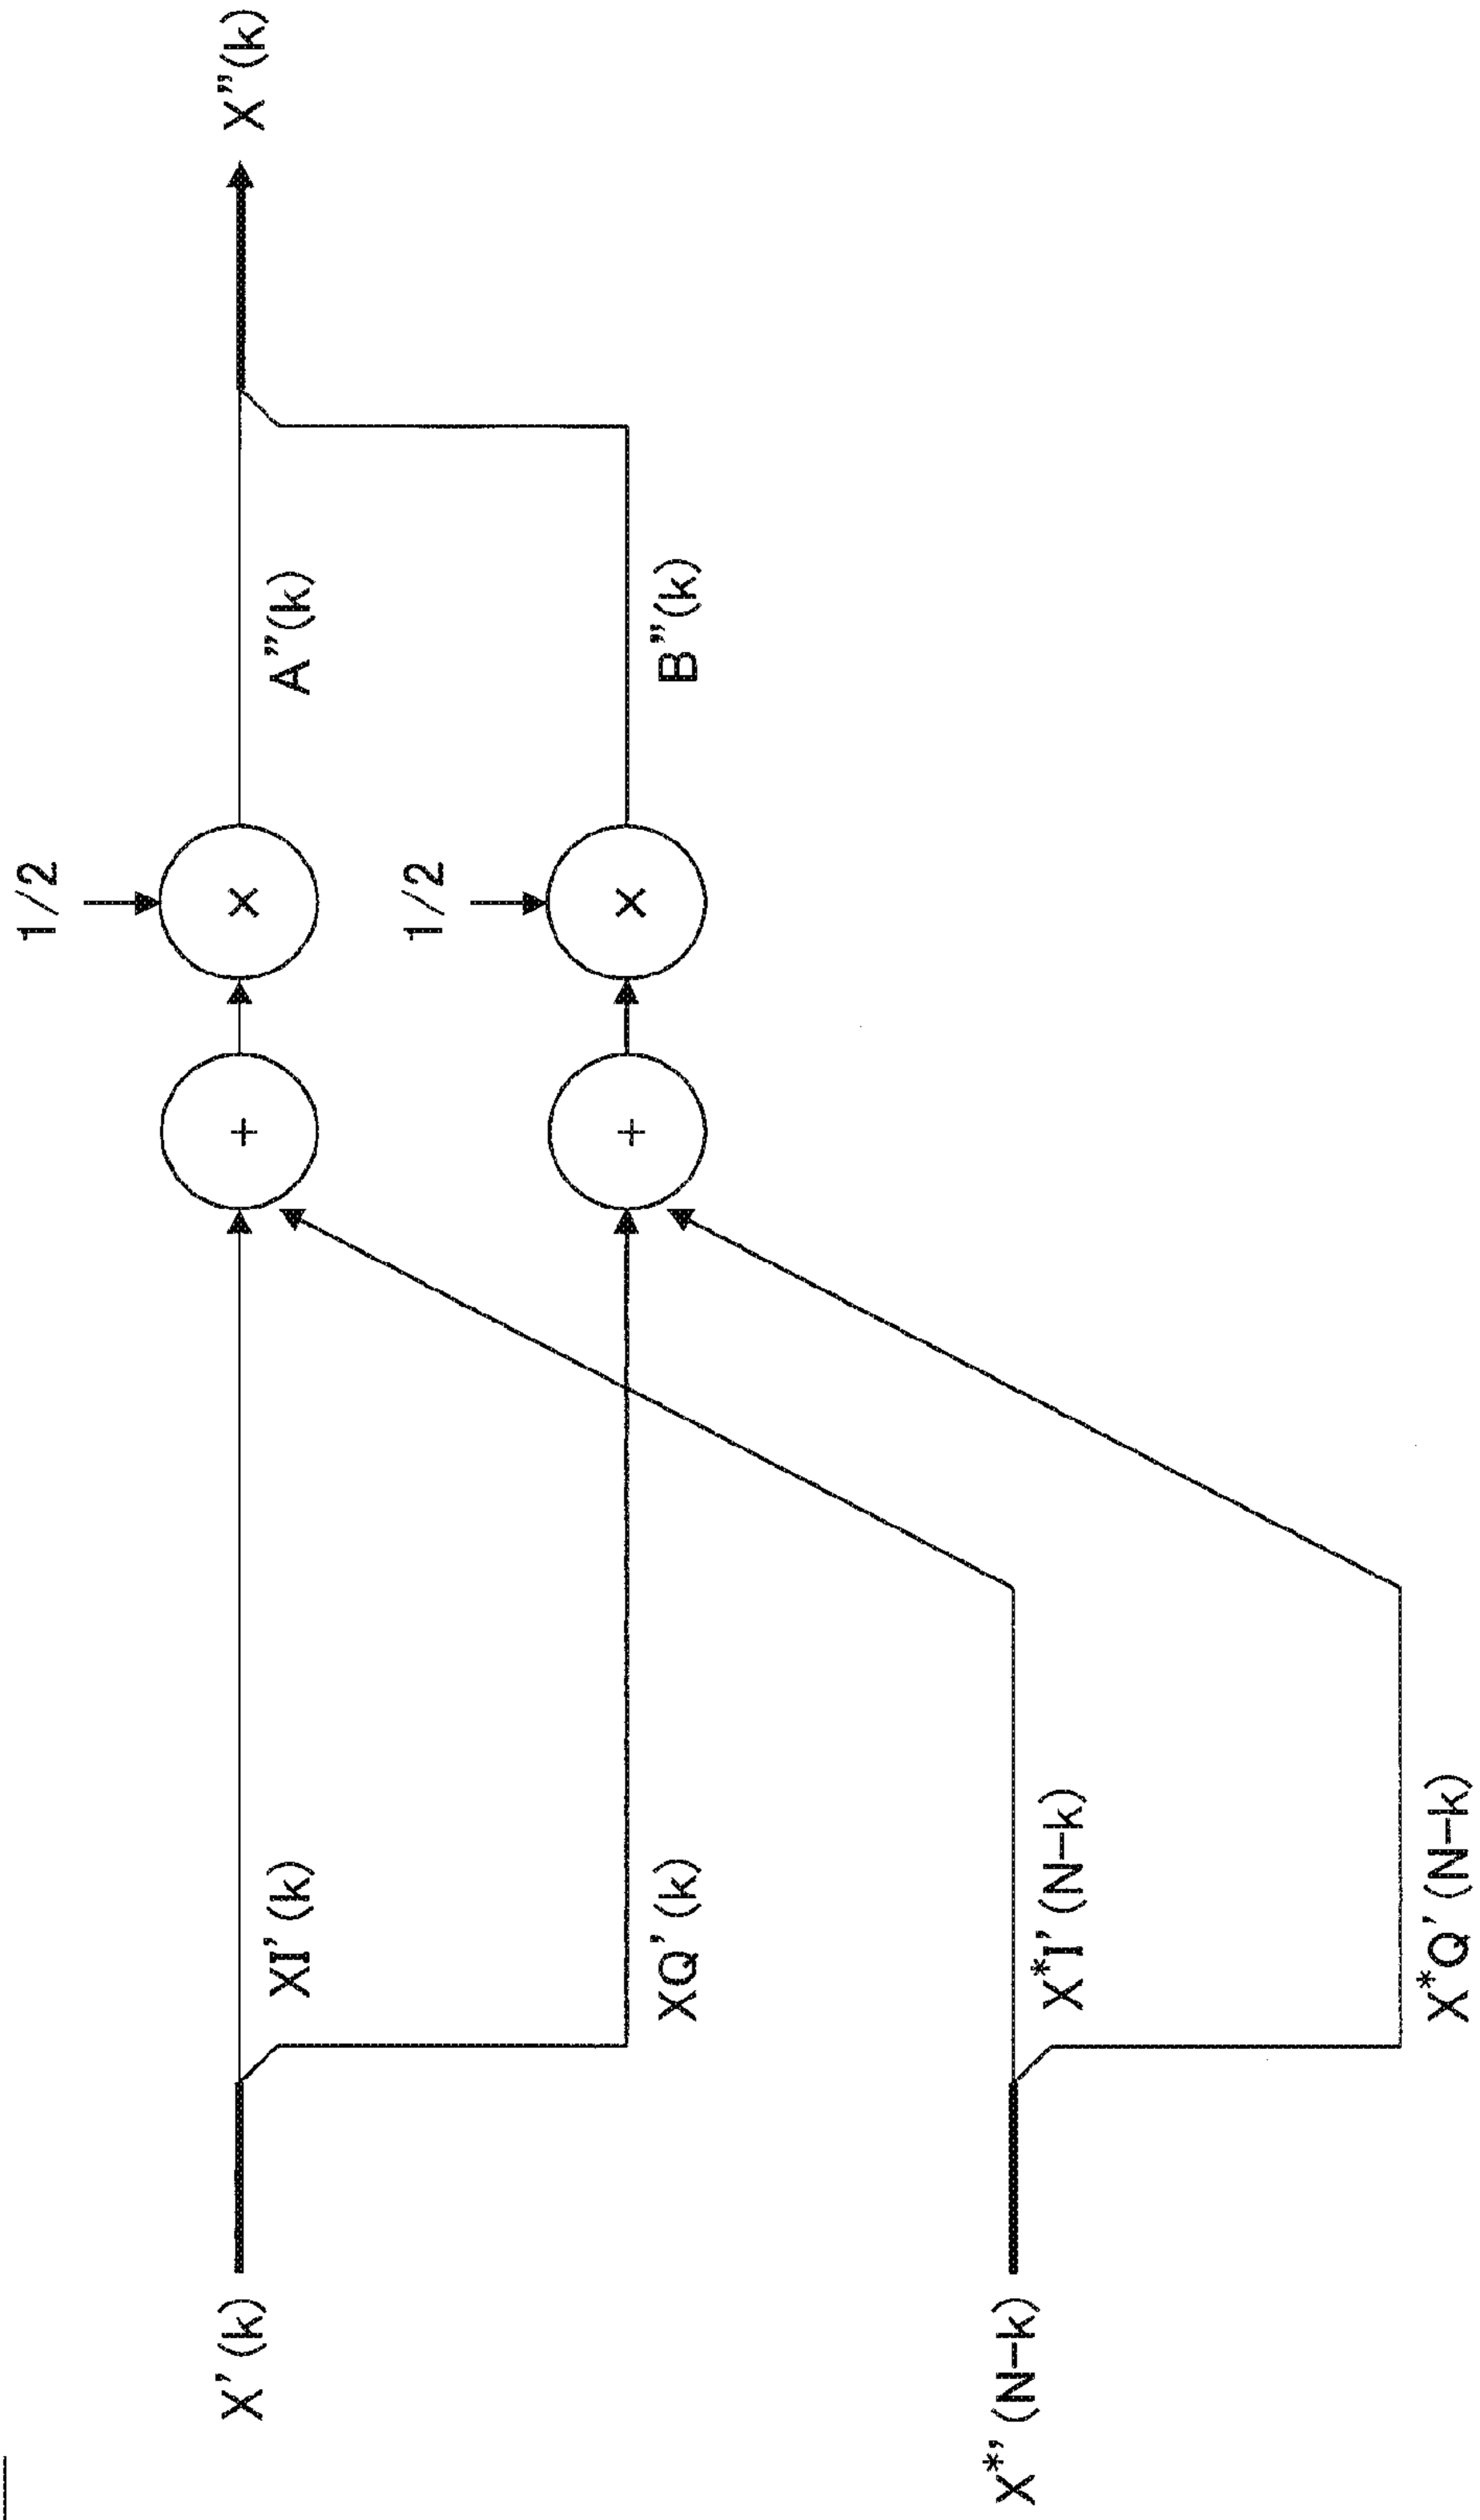 X'(k)
XI'(k)
XQ'(k)
X*'(N-k)
X*I'(N-k)
X*Q'(N-k)
+
+
1/2
×
1/2
×
A"(k)
B"(k)
X"(k)